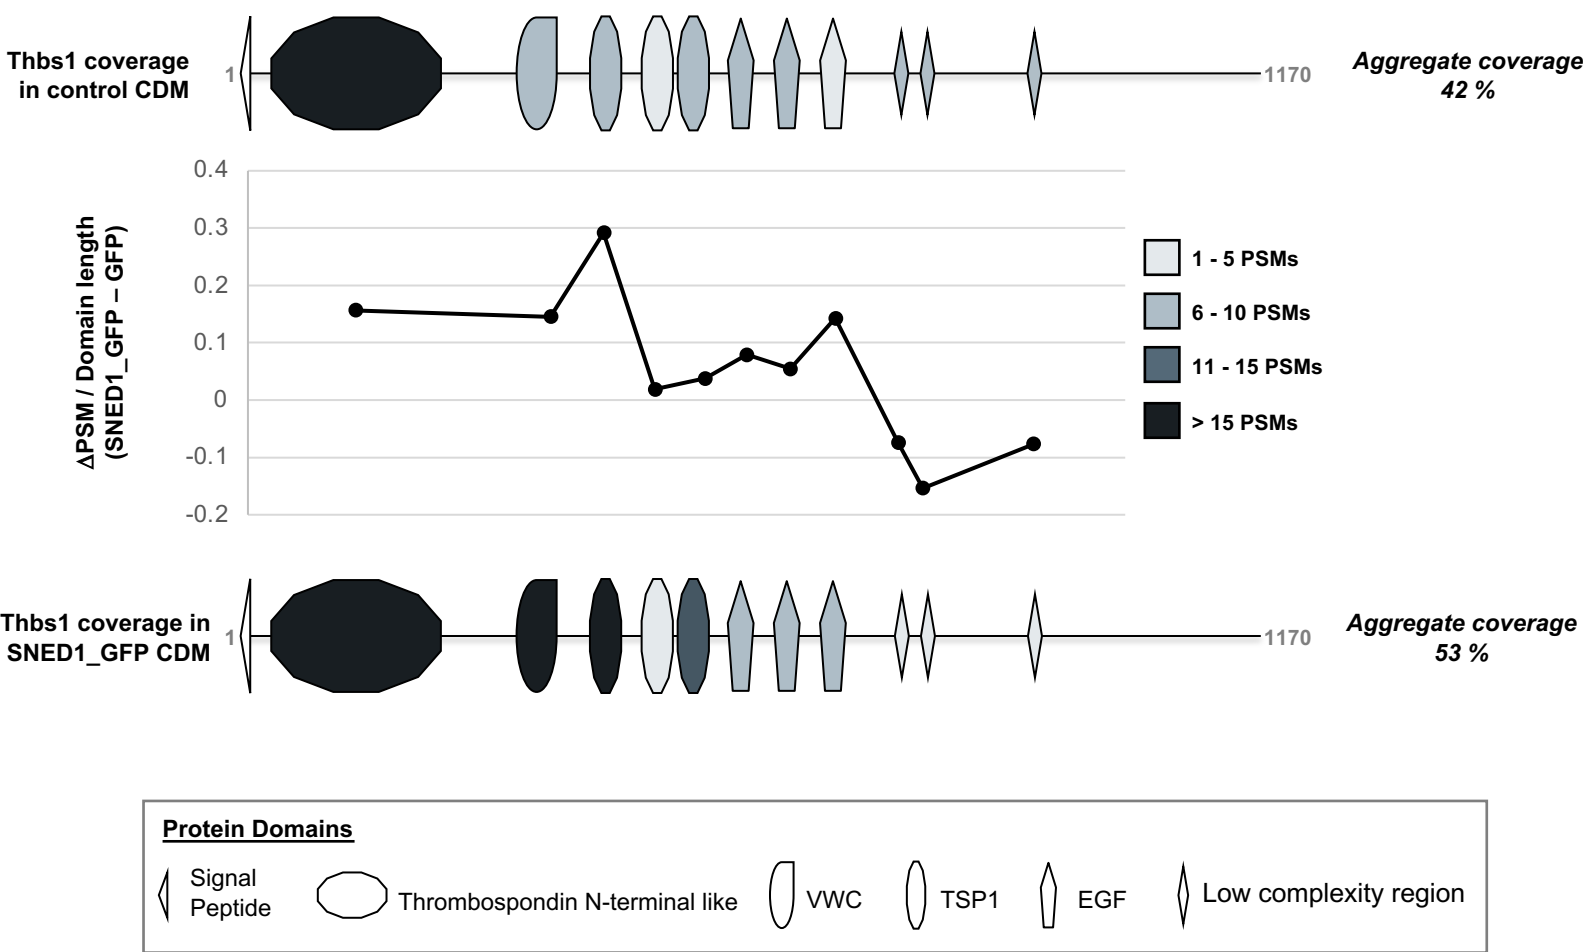 Thbs1 coverage
in control CDM
1
1170
Aggregate coverage
42 %
ΔPSM / Domain length
(SNED1_GFP – GFP)
0.4
0.3
0.2
0.1
0
-0.1
-0.2
1 - 5 PSMs
6 - 10 PSMs
11 - 15 PSMs
> 15 PSMs
Thbs1 coverage in
SNED1_GFP CDM
1
1170
Aggregate coverage
53 %
Protein Domains
Signal
Peptide
Thrombospondin N-terminal like
VWC
TSP1
EGF
Low complexity region